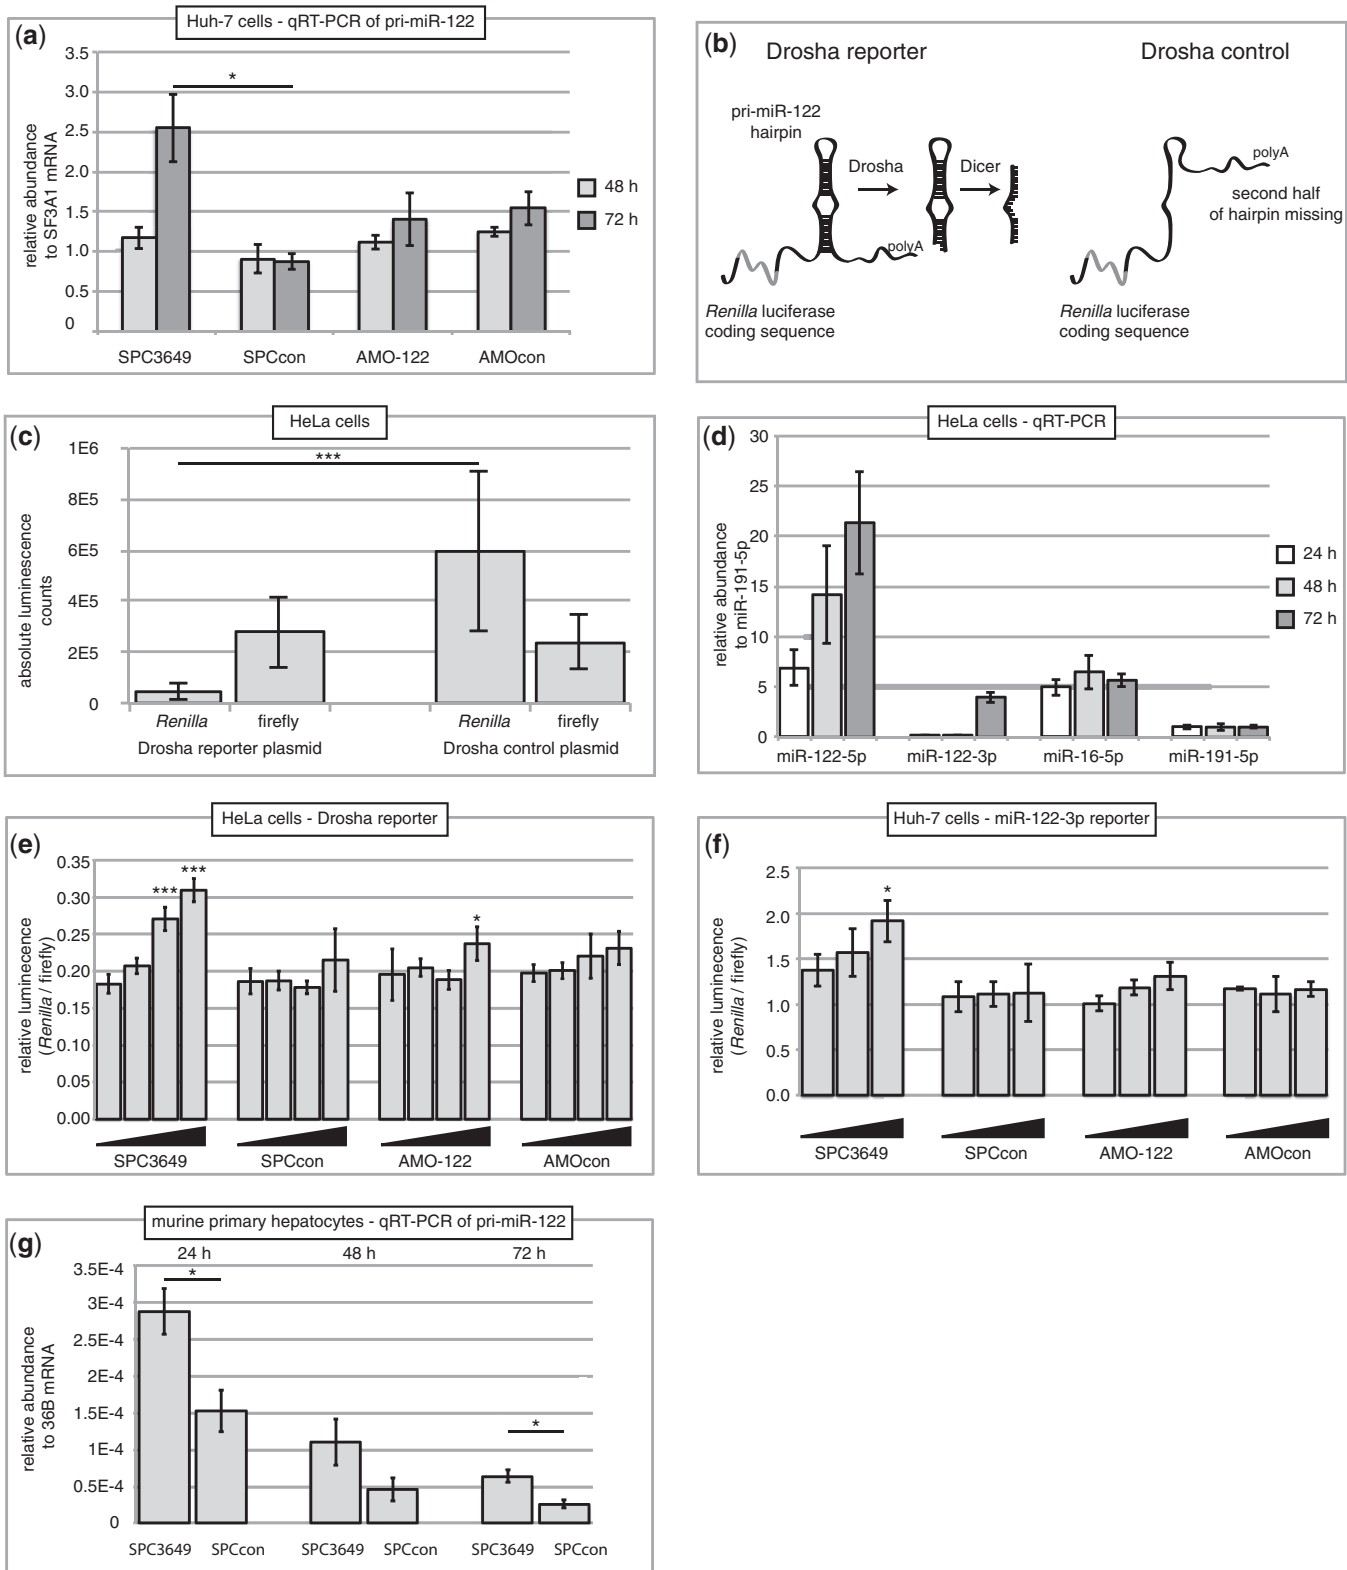 (a)
Huh-7 cells - qRT-PCR of pri-miR-122
relative abundance
to SF3A1 mRNA
3.5
3.0
2.5
2.0
1.5
1.0
0.5
0
*
48 h
72 h
SPC3649 SPCcon AMO-122 AMOcon
(b)
Drosha reporter
Drosha control
pri-miR-122
hairpin
Drosha
Dicer
polyA
polyA
second half
of hairpin missing
Renilla luciferase
coding sequence
Renilla luciferase
coding sequence
(c)
HeLa cells
absolute luminescence
counts
1E6
8E5
6E5
4E5
2E5
0
***
Renilla firefly Renilla firefly
Drosha reporter plasmid Drosha control plasmid
(d)
HeLa cells - qRT-PCR
relative abundance
to miR-191-5p
30
25
20
15
10
5
0
24 h
48 h
72 h
miR-122-5p miR-122-3p miR-16-5p miR-191-5p
(e)
HeLa cells - Drosha reporter
relative luminecence
(Renilla / firefly)
0.35
0.30
0.25
0.20
0.15
0.10
0.05
0.00
*** *** *
SPC3649 SPCcon AMO-122 AMOcon
(f)
Huh-7 cells - miR-122-3p reporter
relative luminecence
(Renilla / firefly)
2.5
2.0
1.5
1.0
0.5
0.0
*
SPC3649 SPCcon AMO-122 AMOcon
(g)
murine primary hepatocytes - qRT-PCR of pri-miR-122
24 h 48 h 72 h
relative abundance
to 36B mRNA
3.5E-4
3E-4
2.5E-4
2E-4
1.5E-4
1E-4
0.5E-4
0
* *
SPC3649 SPCcon SPC3649 SPCcon SPC3649 SPCcon